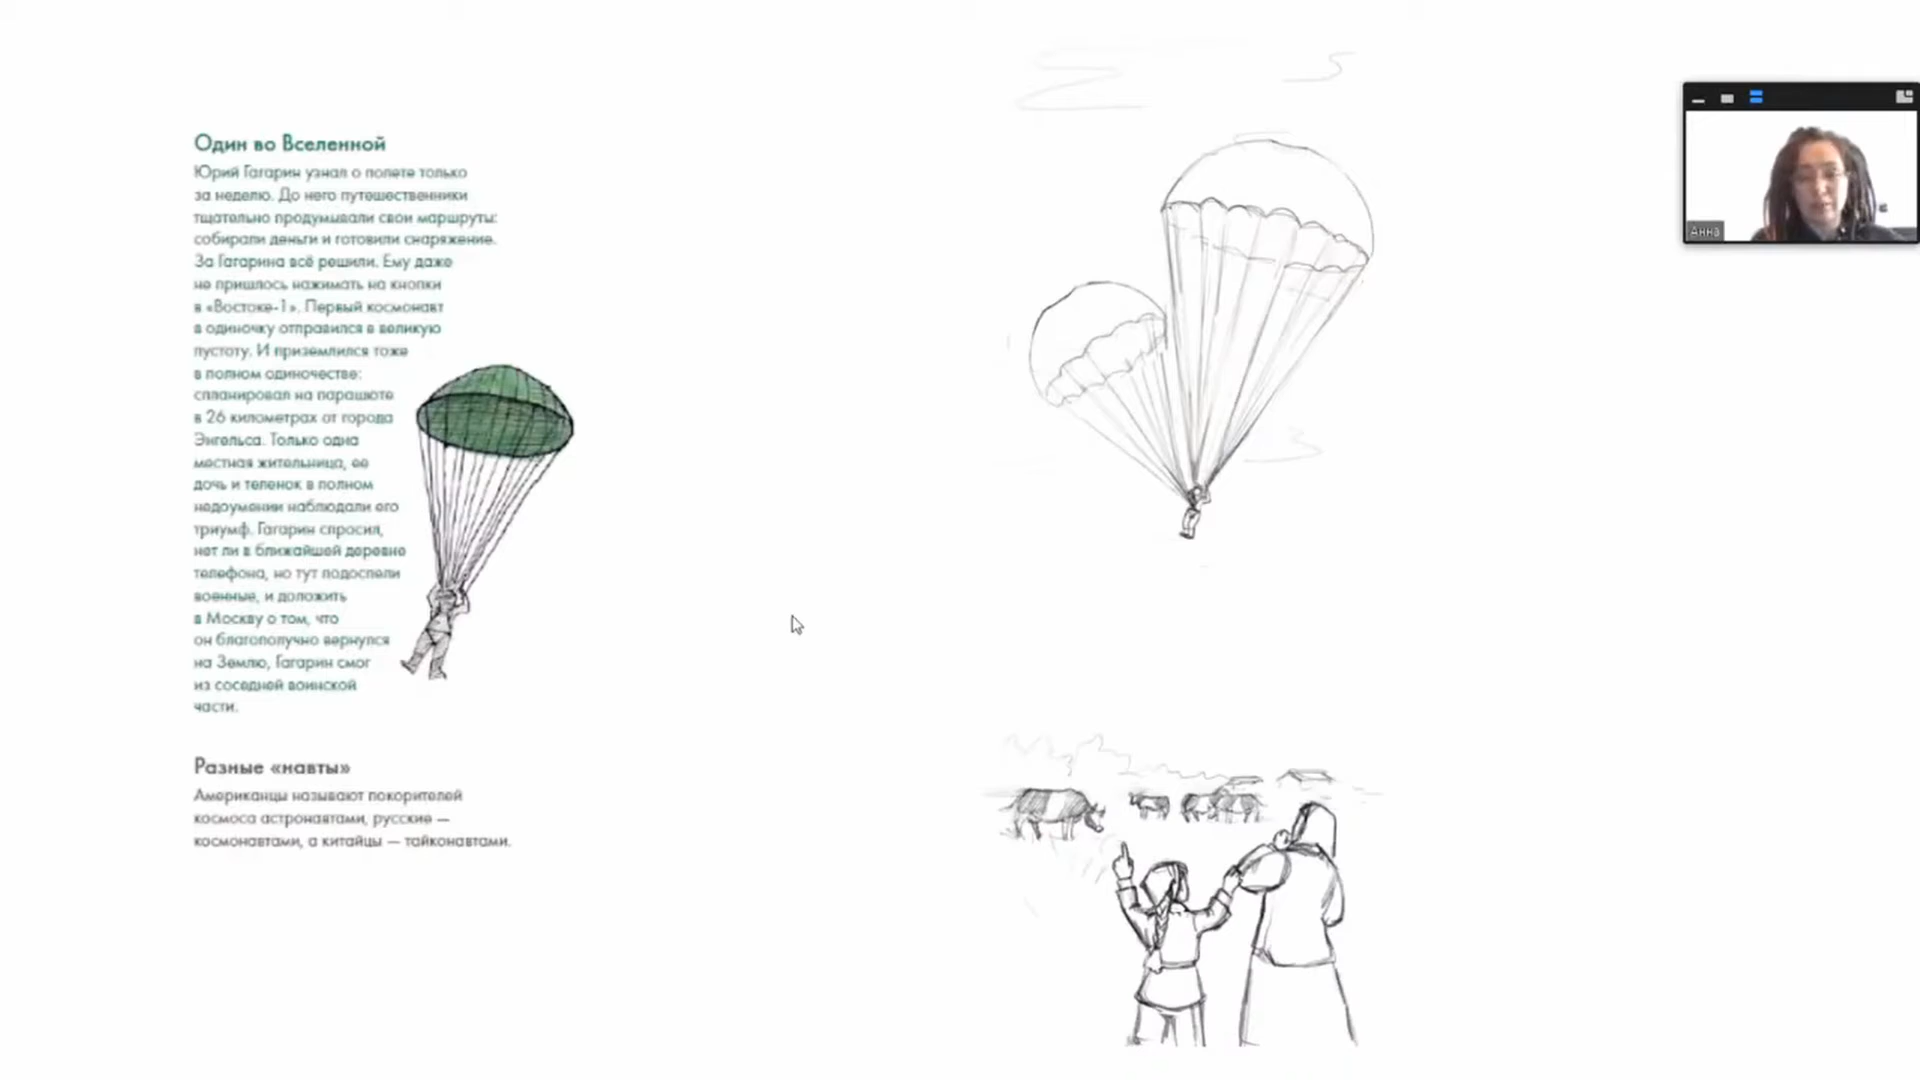 Один во Вселенной
Юрий Гагарин узнал о полете только
за неделю. До него путешественники
тщательно продумывали свои маршруты:
собирали деньги и готовили снаряжение.
За Гагарина всё решили. Ему даже
не пришлось нажимать на кнопки
в «Востоке-1». Первый космонавт
в одиночку отправился в великую
пустоту. И приземлился тоже
в полном одиночестве:
спланировал на парашюте
в 26 километрах от города
Энгельса. Только одна
местная жительница, ее
дочь и теленок в полном
недоумении наблюдали его
триумф. Гагарин спросил,
нет ли в ближайшей деревне
телефона, но тут подоспели
военные, и доложить
в Москву о том, что
он благополучно вернулся
на Землю, Гагарин смог
из соседней воинской
части.
Разные «навты»
Американцы называют покорителей
космоса астронавтами, русские —
космонавтами, а китайцы — тайконавтами.
Анна